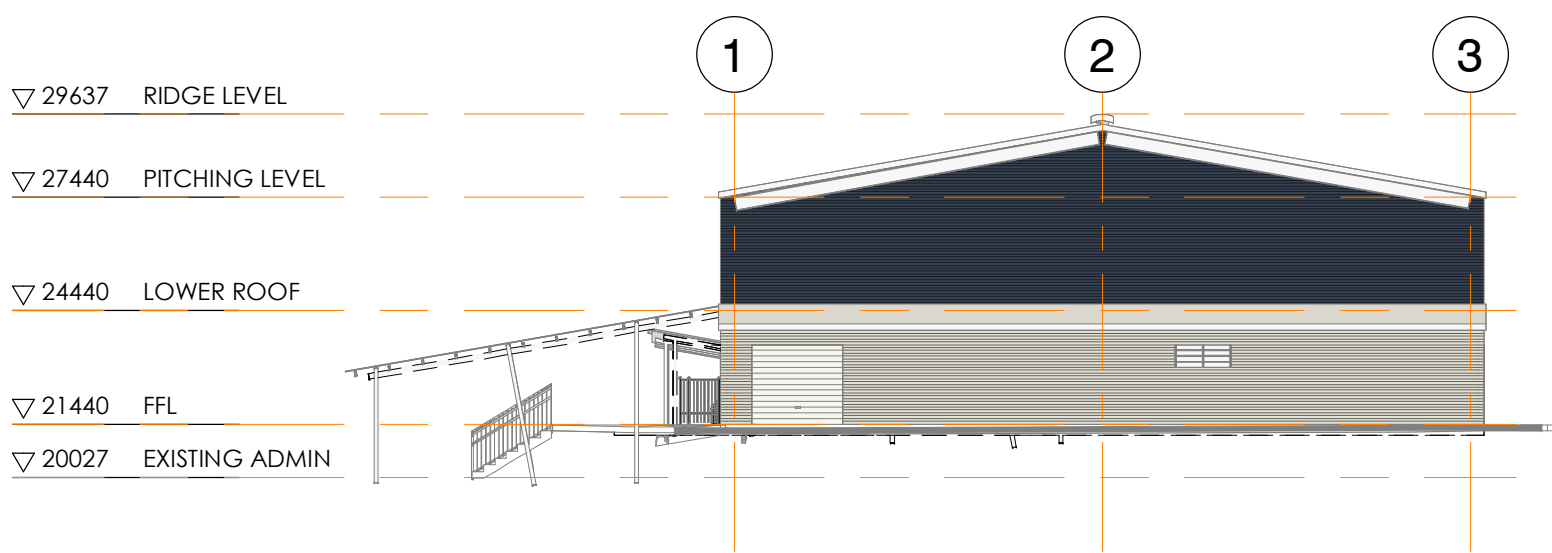 1 2 3
29637 RIDGE LEVEL
27440 PITCHING LEVEL
24440 LOWER ROOF
21440 FFL
20027 EXISTING ADMIN